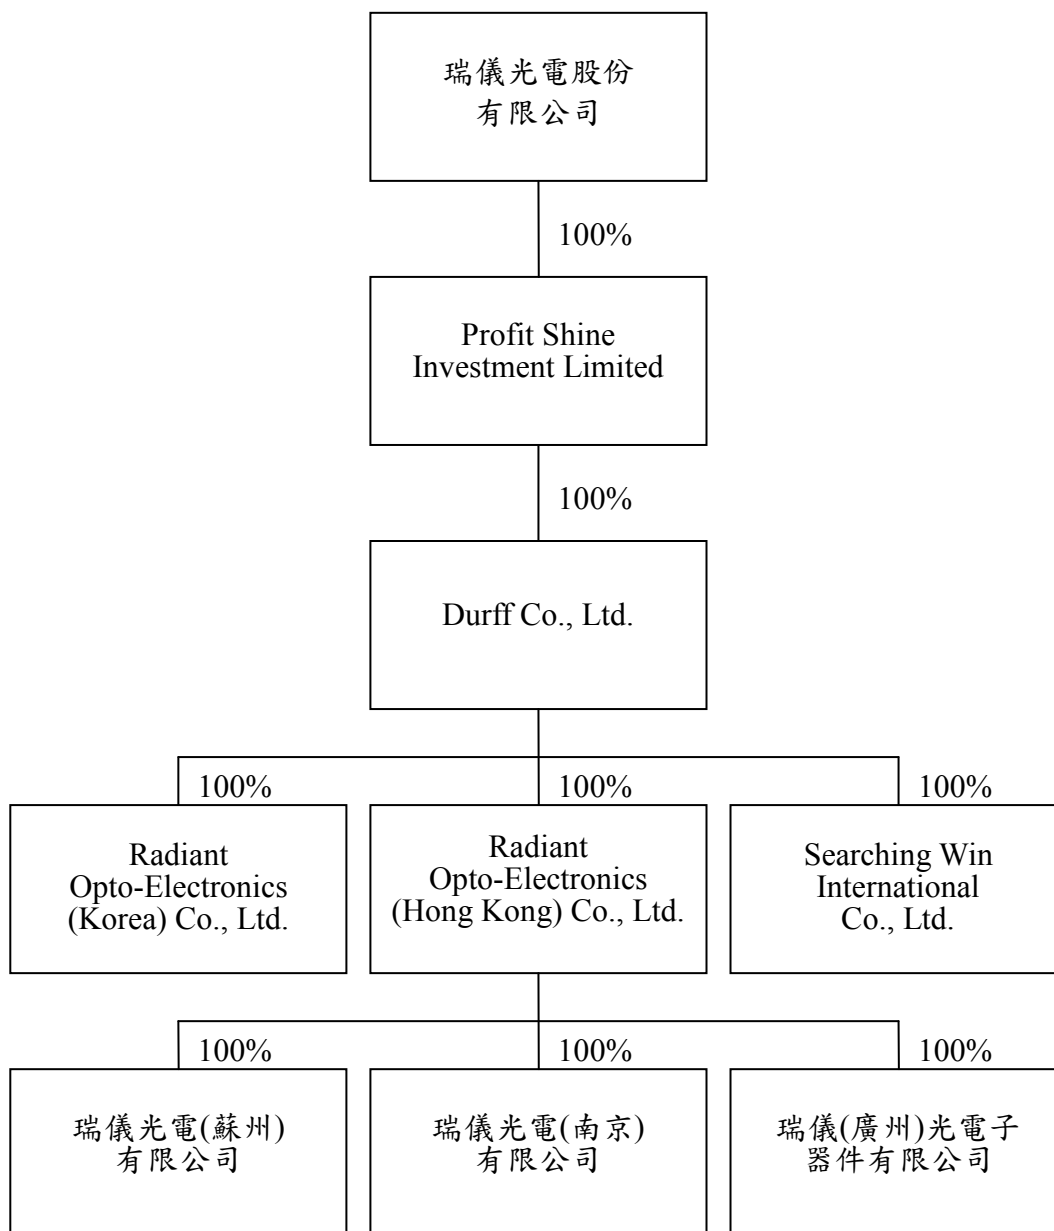 瑞儀光電股份
有限公司
100%
Profit Shine
Investment Limited
100%
Durff Co., Ltd.
100%
100%
100%
Radiant
Opto-Electronics
(Korea) Co., Ltd.
Radiant
Opto-Electronics
(Hong Kong) Co., Ltd.
Searching Win
International
Co., Ltd.
100%
100%
100%
瑞儀光電(蘇州)
有限公司
瑞儀光電(南京)
有限公司
瑞儀(廣州)光電子
器件有限公司